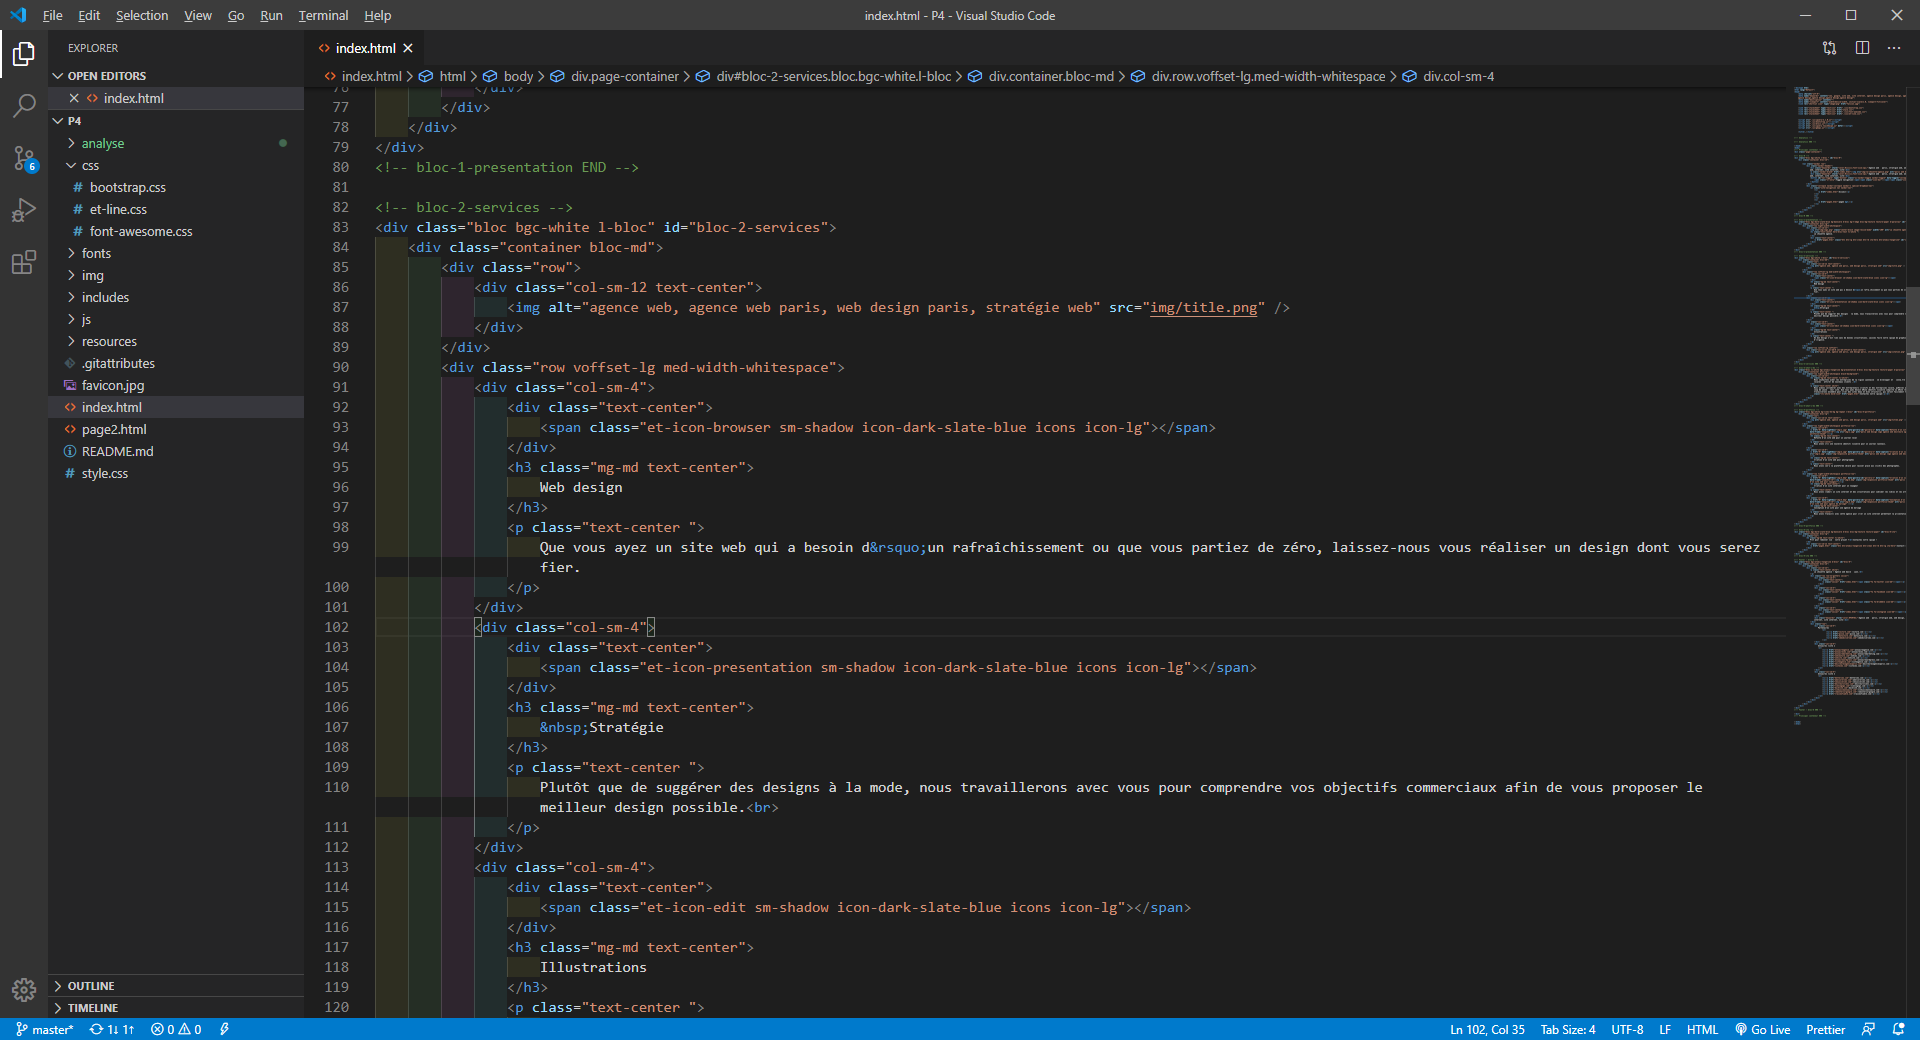 File Edit Selection View Go Run Terminal Help
index.html - P4 - Visual Studio Code
EXPLORER
OPEN EDITORS
index.html
P4
analyse
css
# bootstrap.css
# et-line.css
# font-awesome.css
fonts
img
includes
js
resources
.gitattributes
favicon.jpg
index.html
page2.html
README.md
# style.css
OUTLINE
TIMELINE
6
index.html
index.html > html > body > div.page-container > div#bloc-2-services.bloc.bgc-white.l-bloc > div.container.bloc-md > div.row.voffset-lg.med-width-whitespace > div.col-sm-4
76 </div>
77 </div>
78 </div>
79 </div>
80 <!-- bloc-1-presentation END -->
81
82 <!-- bloc-2-services -->
83 <div class="bloc bgc-white l-bloc" id="bloc-2-services">
84 <div class="container bloc-md">
85 <div class="row">
86 <div class="col-sm-12 text-center">
87 <img alt="agence web, agence web paris, web design paris, stratégie web" src="img/title.png" />
88 </div>
89 </div>
90 <div class="row voffset-lg med-width-whitespace">
91 <div class="col-sm-4">
92 <div class="text-center">
93 <span class="et-icon-browser sm-shadow icon-dark-slate-blue icons icon-lg"></span>
94 </div>
95 <h3 class="mg-md text-center">
96 Web design
97 </h3>
98 <p class="text-center ">
99 Que vous ayez un site web qui a besoin d&rsquo;un rafraîchissement ou que vous partiez de zéro, laissez-nous vous réaliser un design dont vous serez
fier.
100 </p>
101 </div>
102 <div class="col-sm-4">
103 <div class="text-center">
104 <span class="et-icon-presentation sm-shadow icon-dark-slate-blue icons icon-lg"></span>
105 </div>
106 <h3 class="mg-md text-center">
107 &nbsp;Stratégie
108 </h3>
109 <p class="text-center ">
110 Plutôt que de suggérer des designs à la mode, nous travaillerons avec vous pour comprendre vos objectifs commerciaux afin de vous proposer le
meilleur design possible.<br>
111 </p>
112 </div>
113 <div class="col-sm-4">
114 <div class="text-center">
115 <span class="et-icon-edit sm-shadow icon-dark-slate-blue icons icon-lg"></span>
116 </div>
117 <h3 class="mg-md text-center">
118 Illustrations
119 </h3>
120 <p class="text-center ">
master* 1↓ 1↑ 0 0
Ln 102, Col 35 Tab Size: 4 UTF-8 LF HTML Go Live Prettier